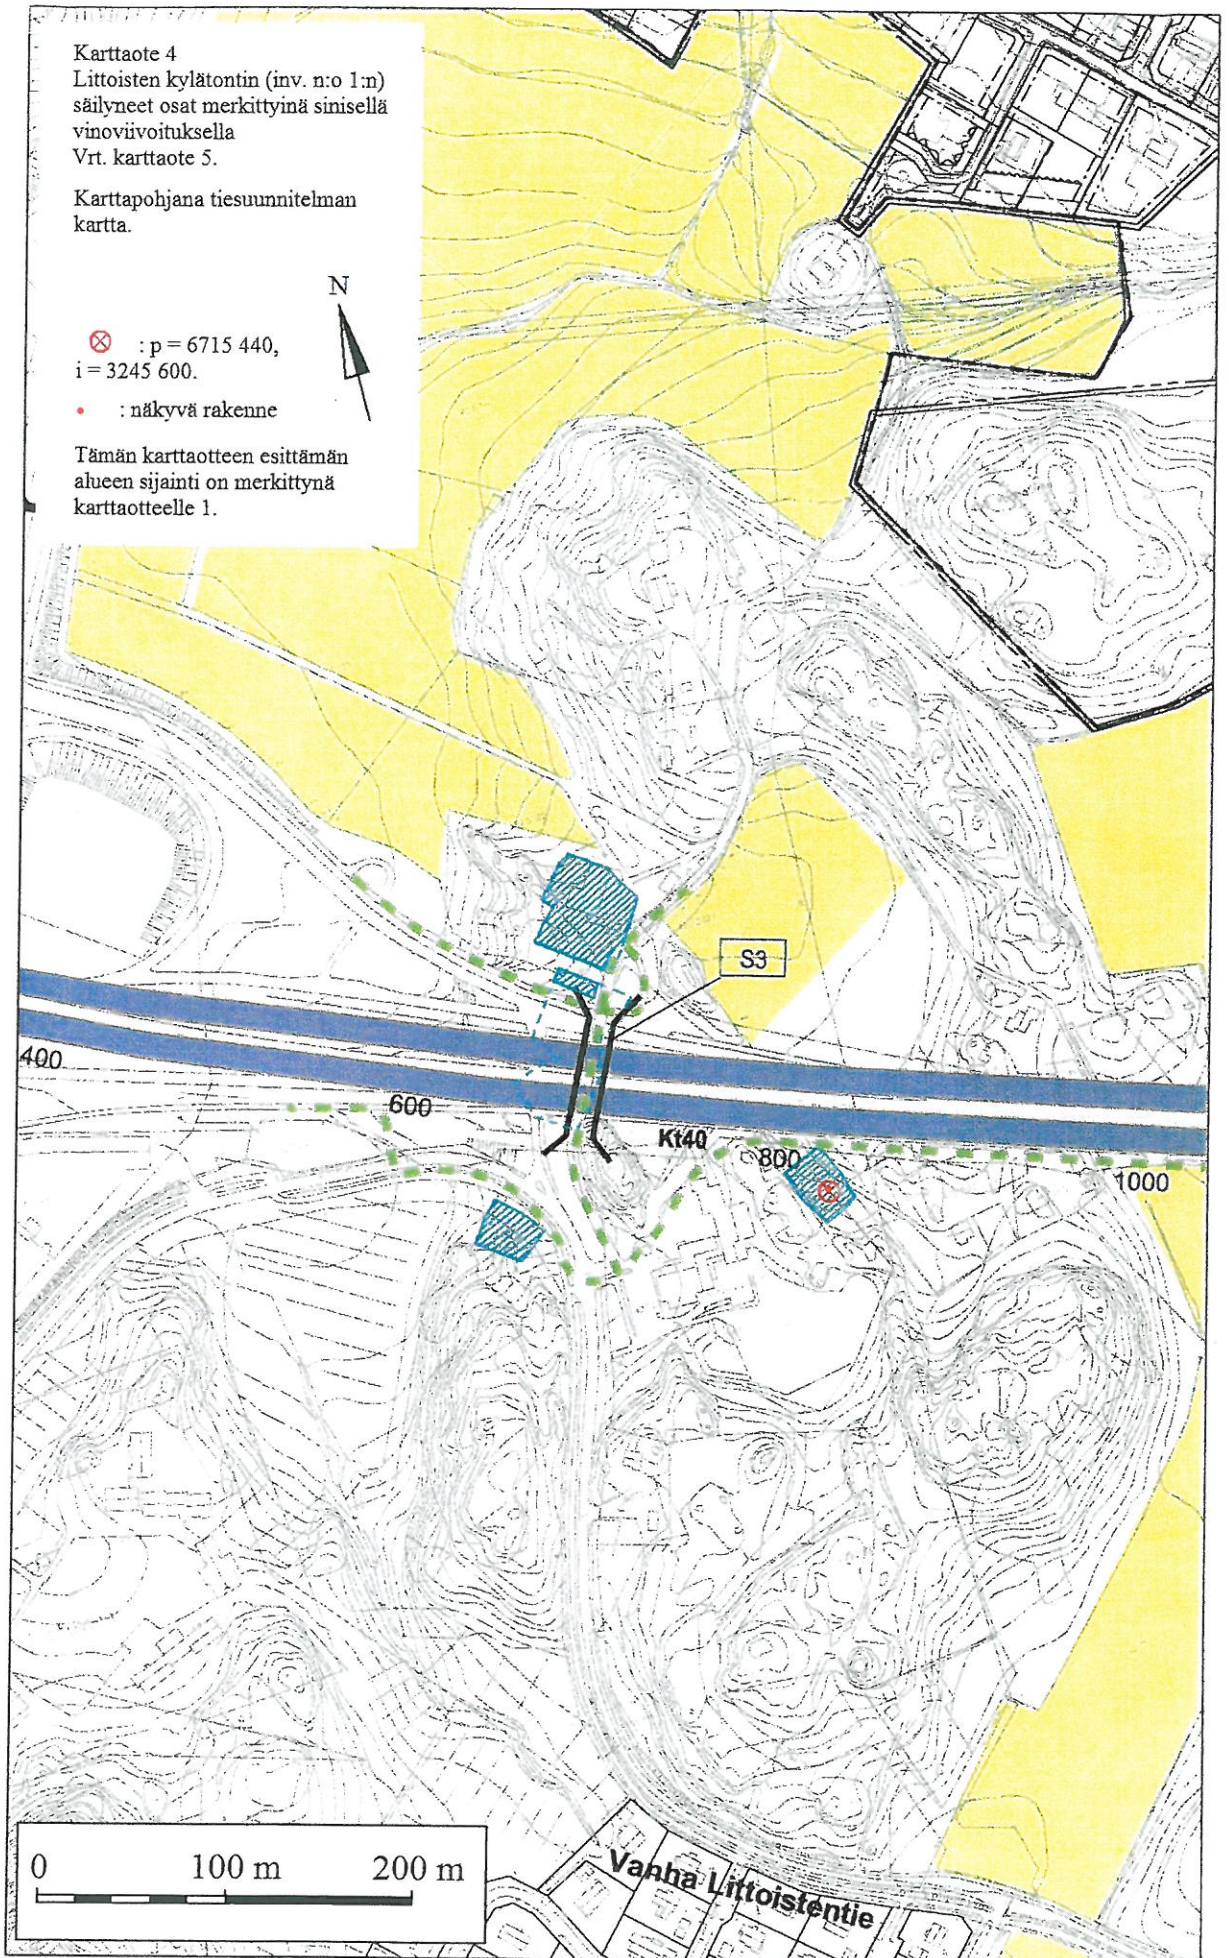 Karttaote 4
Littoisten kylätontin (inv. n:o 1:n)
säilyneet osat merkittyinä sinisellä
vinoviivoituksella
Vrt. karttaote 5.
Karttapohjana tiesuunnitelman
kartta.
N
: p = 6715 440,
i = 3245 600.
: näkyvä rakenne
Tämän karttaotteen esittämän
alueen sijainti on merkittynä
karttaotteelle 1.
S3
400
600
Kt40
800
1000
0 100 m 200 m
Vanha Littoistentie